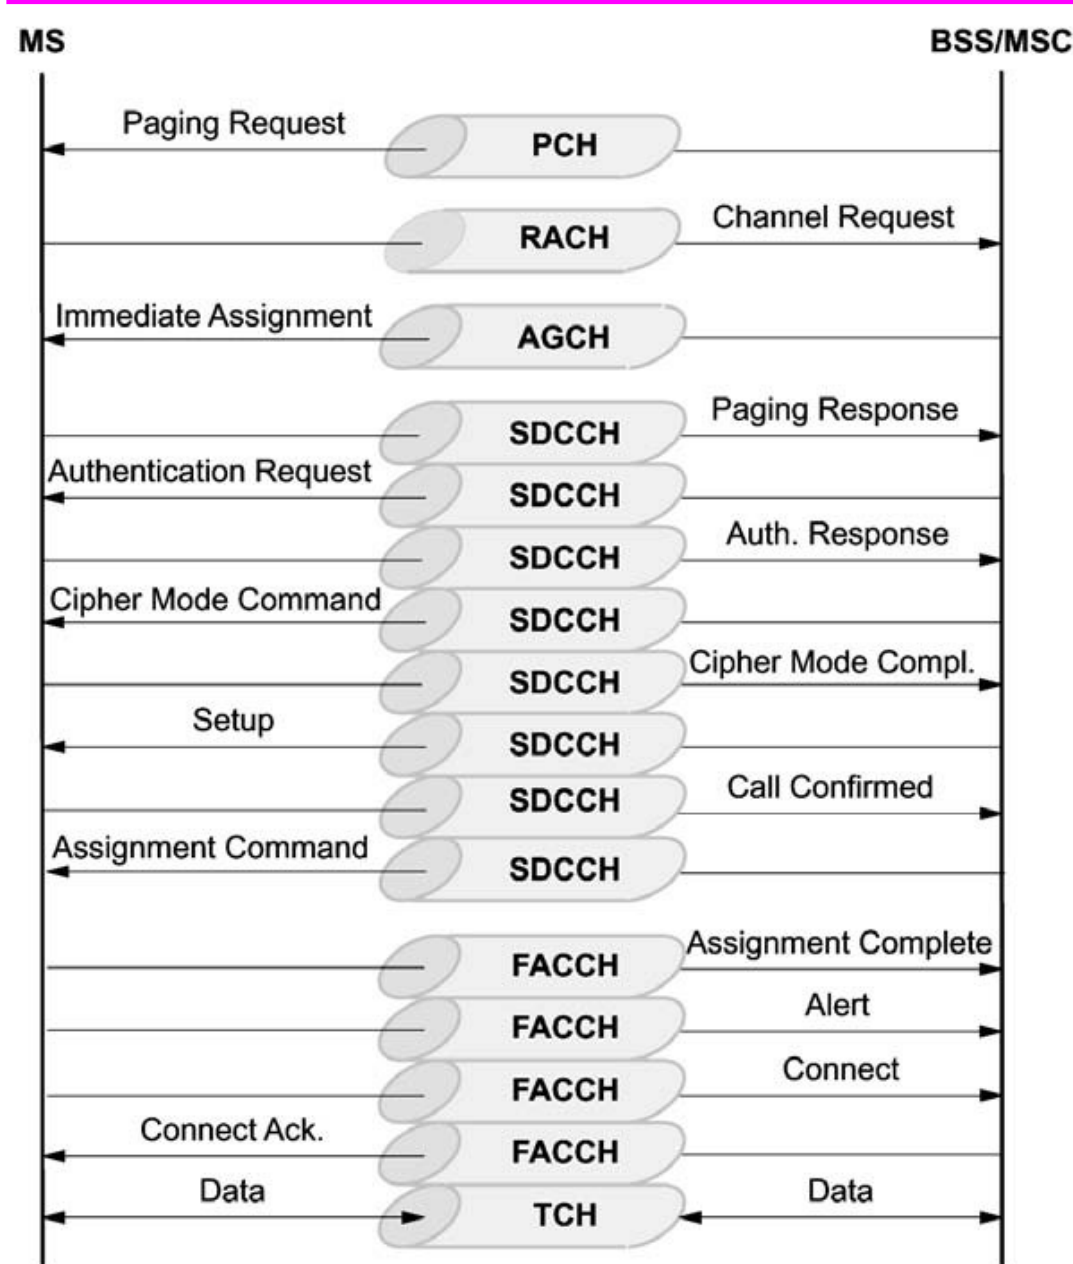 MS
BSS/MSC
Paging Request
PCH
RACH
Channel Request
Immediate Assignment
AGCH
SDCCH
Paging Response
Authentication Request
SDCCH
SDCCH
Auth. Response
Cipher Mode Command
SDCCH
SDCCH
Cipher Mode Compl.
Setup
SDCCH
SDCCH
Call Confirmed
Assignment Command
SDCCH
FACCH
Assignment Complete
FACCH
Alert
FACCH
Connect
Connect Ack.
FACCH
Data
TCH
Data